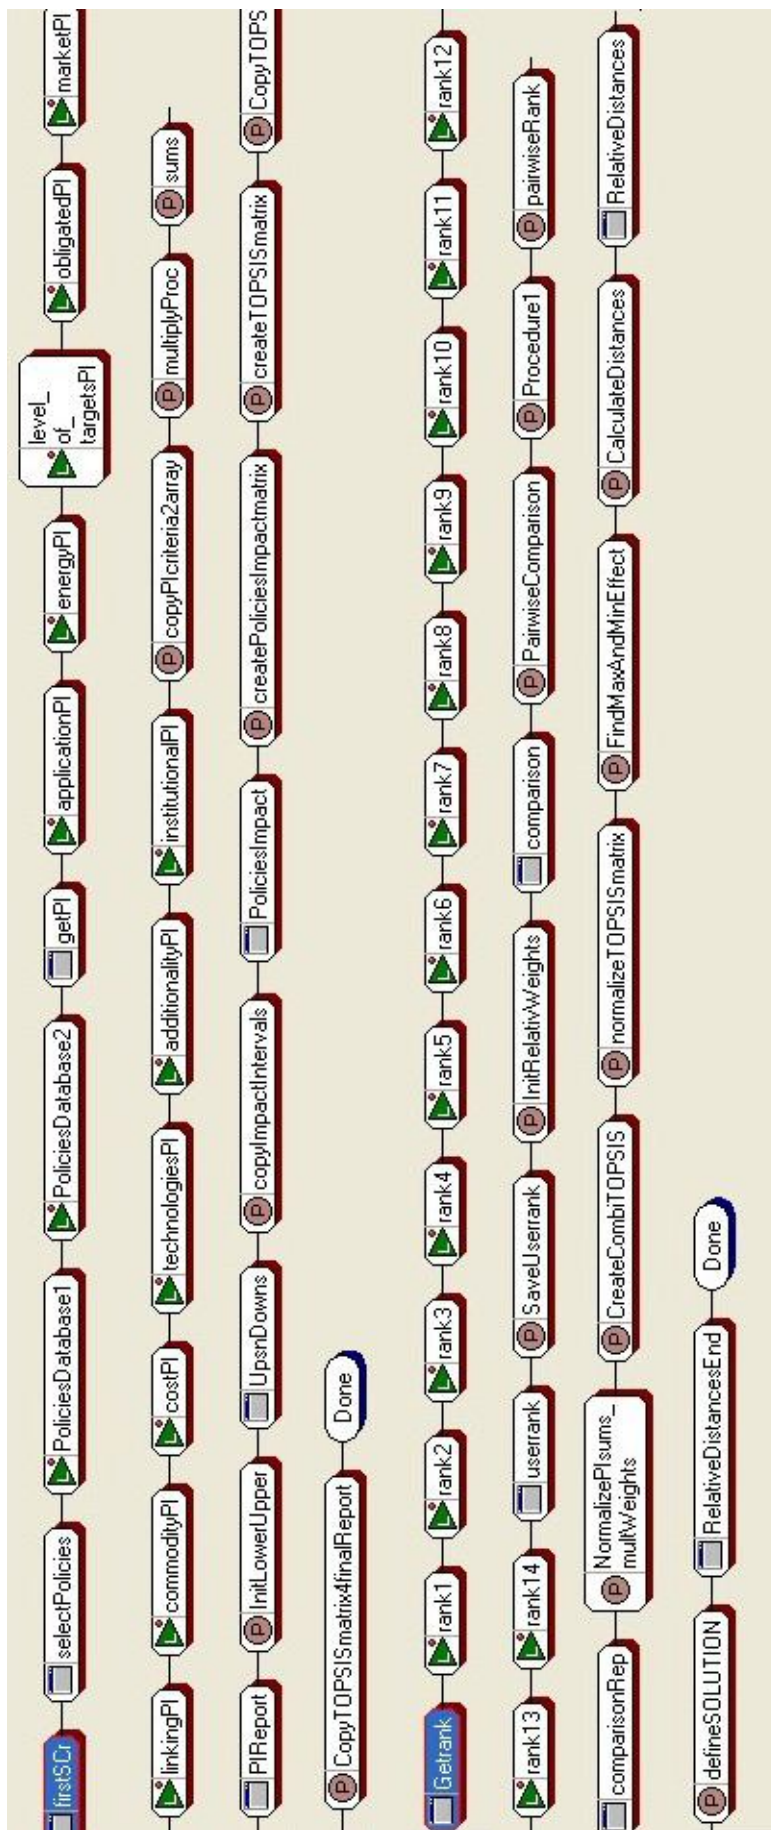 firstSCr
selectPolicies
PoliciesDatabase1
PoliciesDatabase2
getPI
applicationPI
energyPI
level_
of_
targetsPI
obligatedPI
marketPI
linkingPI
commodityPI
costPI
technologiesPI
additionalityPI
institutionalPI
copyPIcriteria2array
multiplyProc
sums
PIReport
InitLowerUpper
UpsnDowns
copyImpactIntervals
PoliciesImpact
createPoliciesImpactmatrix
createTOPSISmatrix
CopyTOPS
CopyTOPSISmatrix4finalReport
Done
Getrank
rank1
rank2
rank3
rank4
rank5
rank6
rank7
rank8
rank9
rank10
rank11
rank12
rank13
rank14
userrank
SaveUserrank
InitRelativWeights
comparison
PairwiseComparison
Procedure1
pairwiseRank
comparisonRep
NormalizePIsums_
multWeights
CreateCombiTOPSIS
normalizeTOPSISmatrix
FindMaxAndMinEffect
CalculateDistances
RelativeDistances
defineSOLUTION
RelativeDistancesEnd
Done